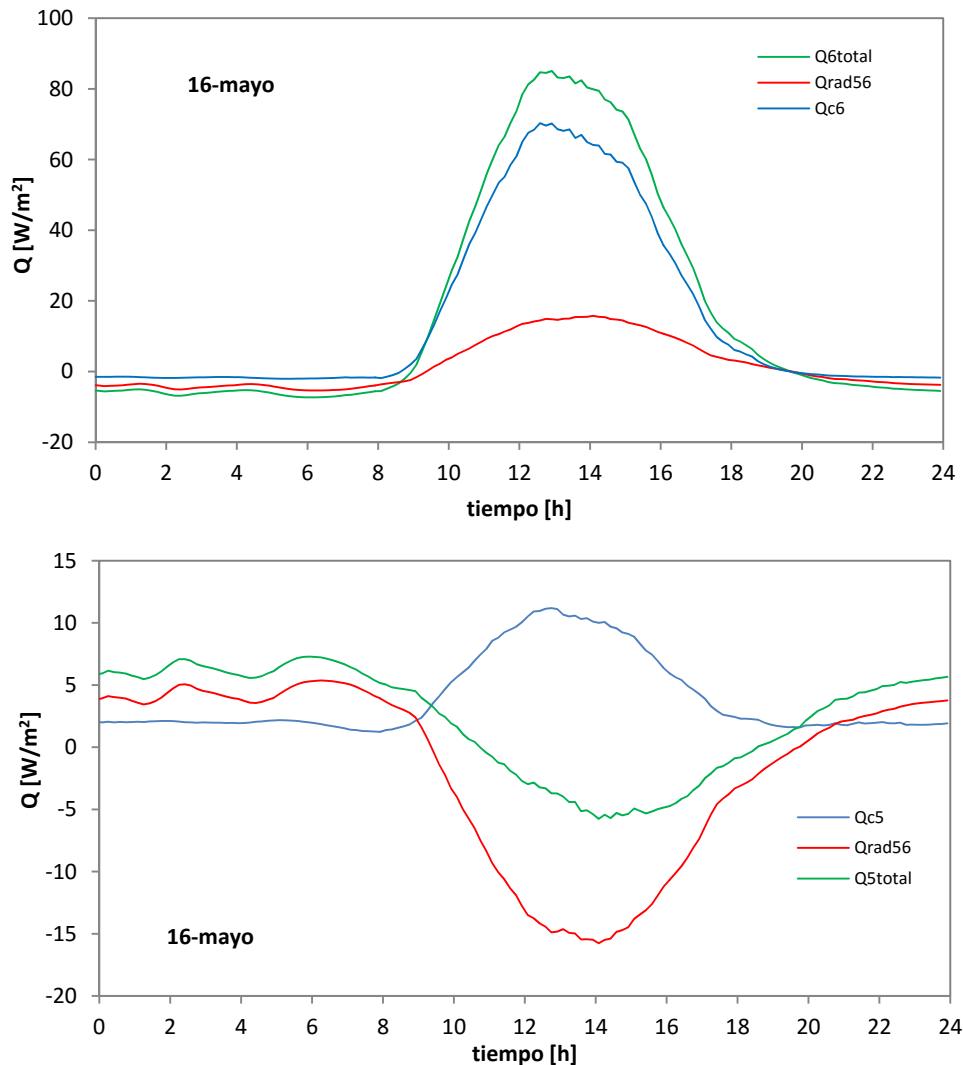 100
80
60
40
20
0
-20
Q [W/m²]
16-mayo
Q6total
Qrad56
Qc6
0 2 4 6 8 10 12 14 16 18 20 22 24
tiempo [h]
15
10
5
0
-5
-10
-15
-20
Q [W/m²]
Qc5
Qrad56
Q5total
16-mayo
0 2 4 6 8 10 12 14 16 18 20 22 24
tiempo [h]